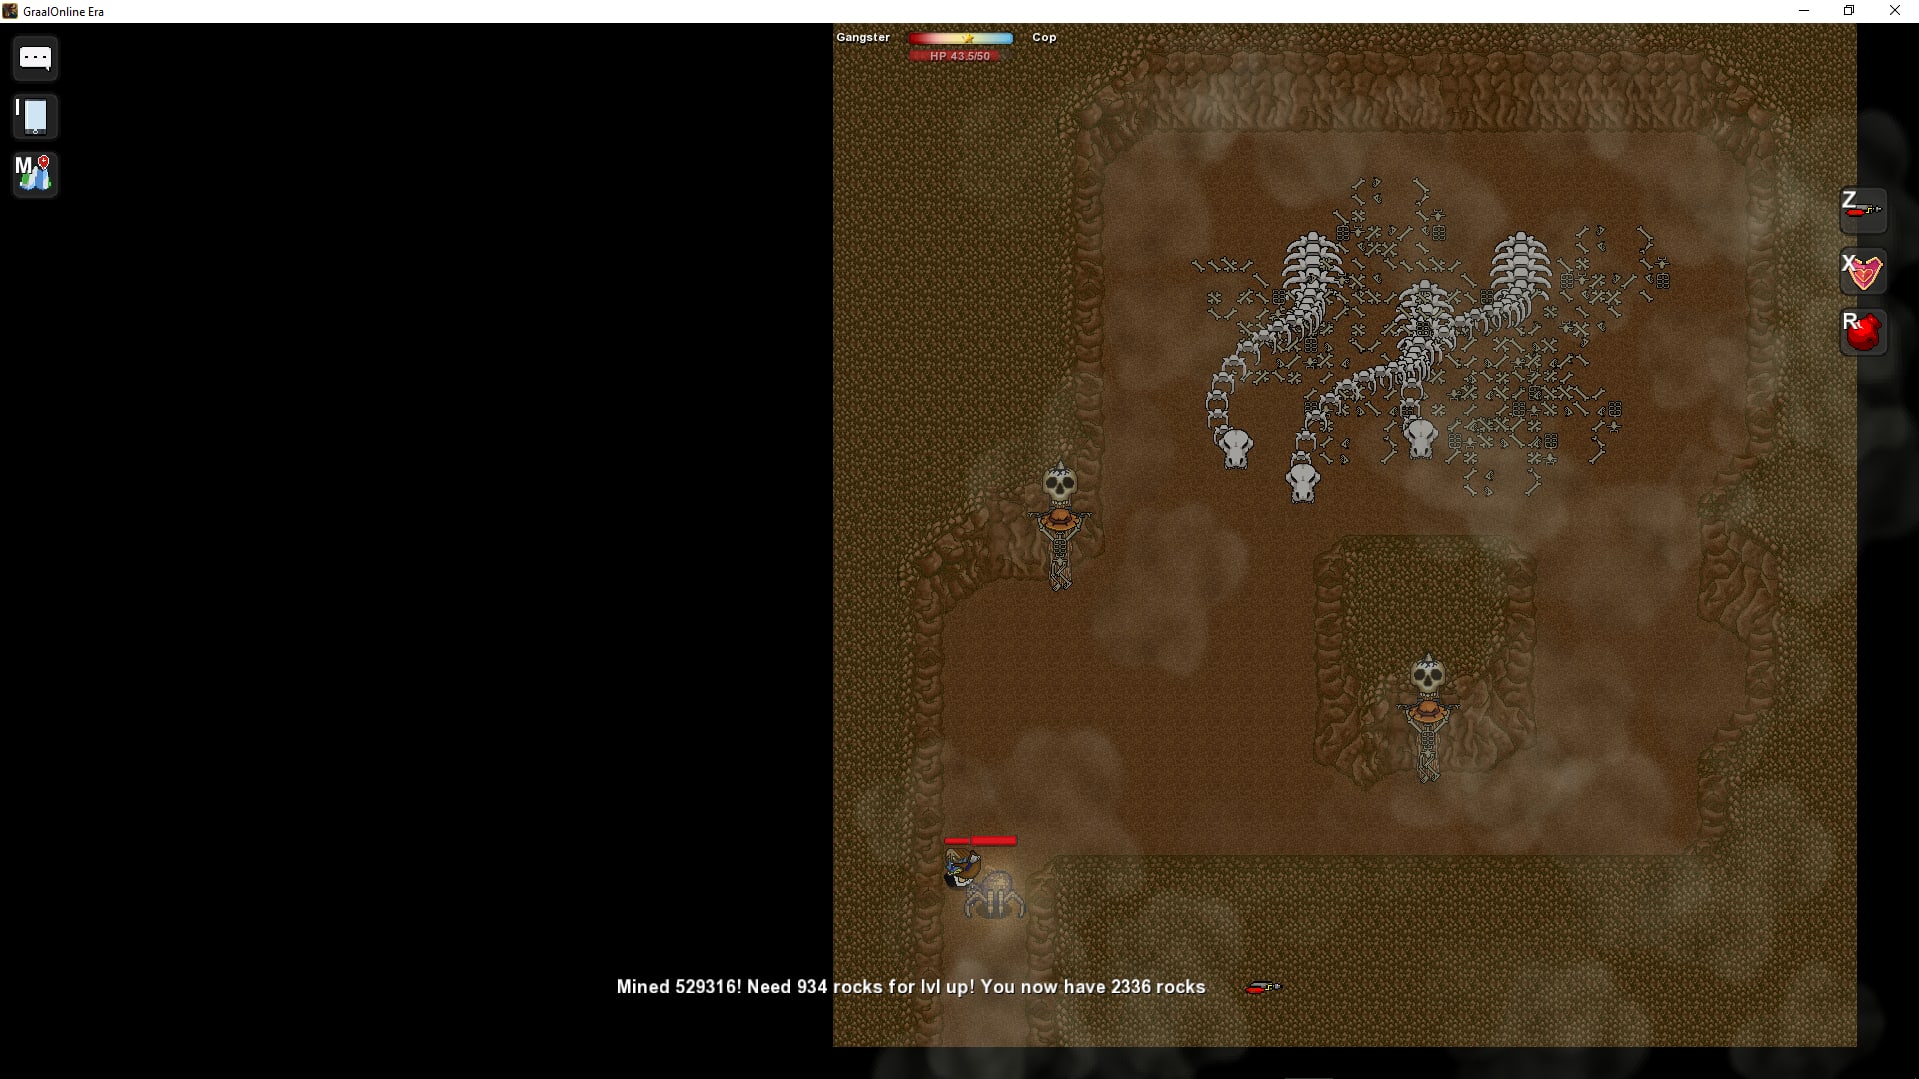 GraalOnline Era
Gangster Cop
HP 43.5/50
I
M
Z
X
R
Mined 529316! Need 934 rocks for lvl up! You now have 2336 rocks